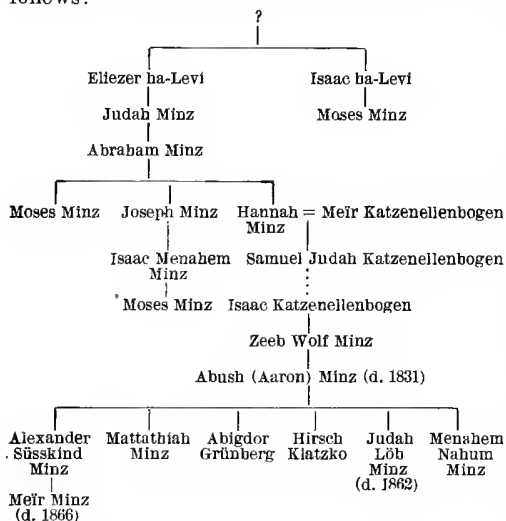 follows:
?
Eliezer ha-Levi Isaac ha-Levi
Judah Minz Moses Minz
Abraham Minz
Moses Minz Joseph Minz Hannah = Meïr Katzenellenbogen
Minz
Isaac Menahem Samuel Judah Katzenellenbogen
Minz
Moses Minz Isaac Katzenellenbogen
Zeeb Wolf Minz
Abush (Aaron) Minz (d. 1831)
Alexander Mattathiah Abigdor Hirsch Judah Menahem
Süsskind Minz Grünberg Klatzko Löb Nahum
Minz Minz Minz
(d. 1862)
Meïr Minz
(d. 1866)